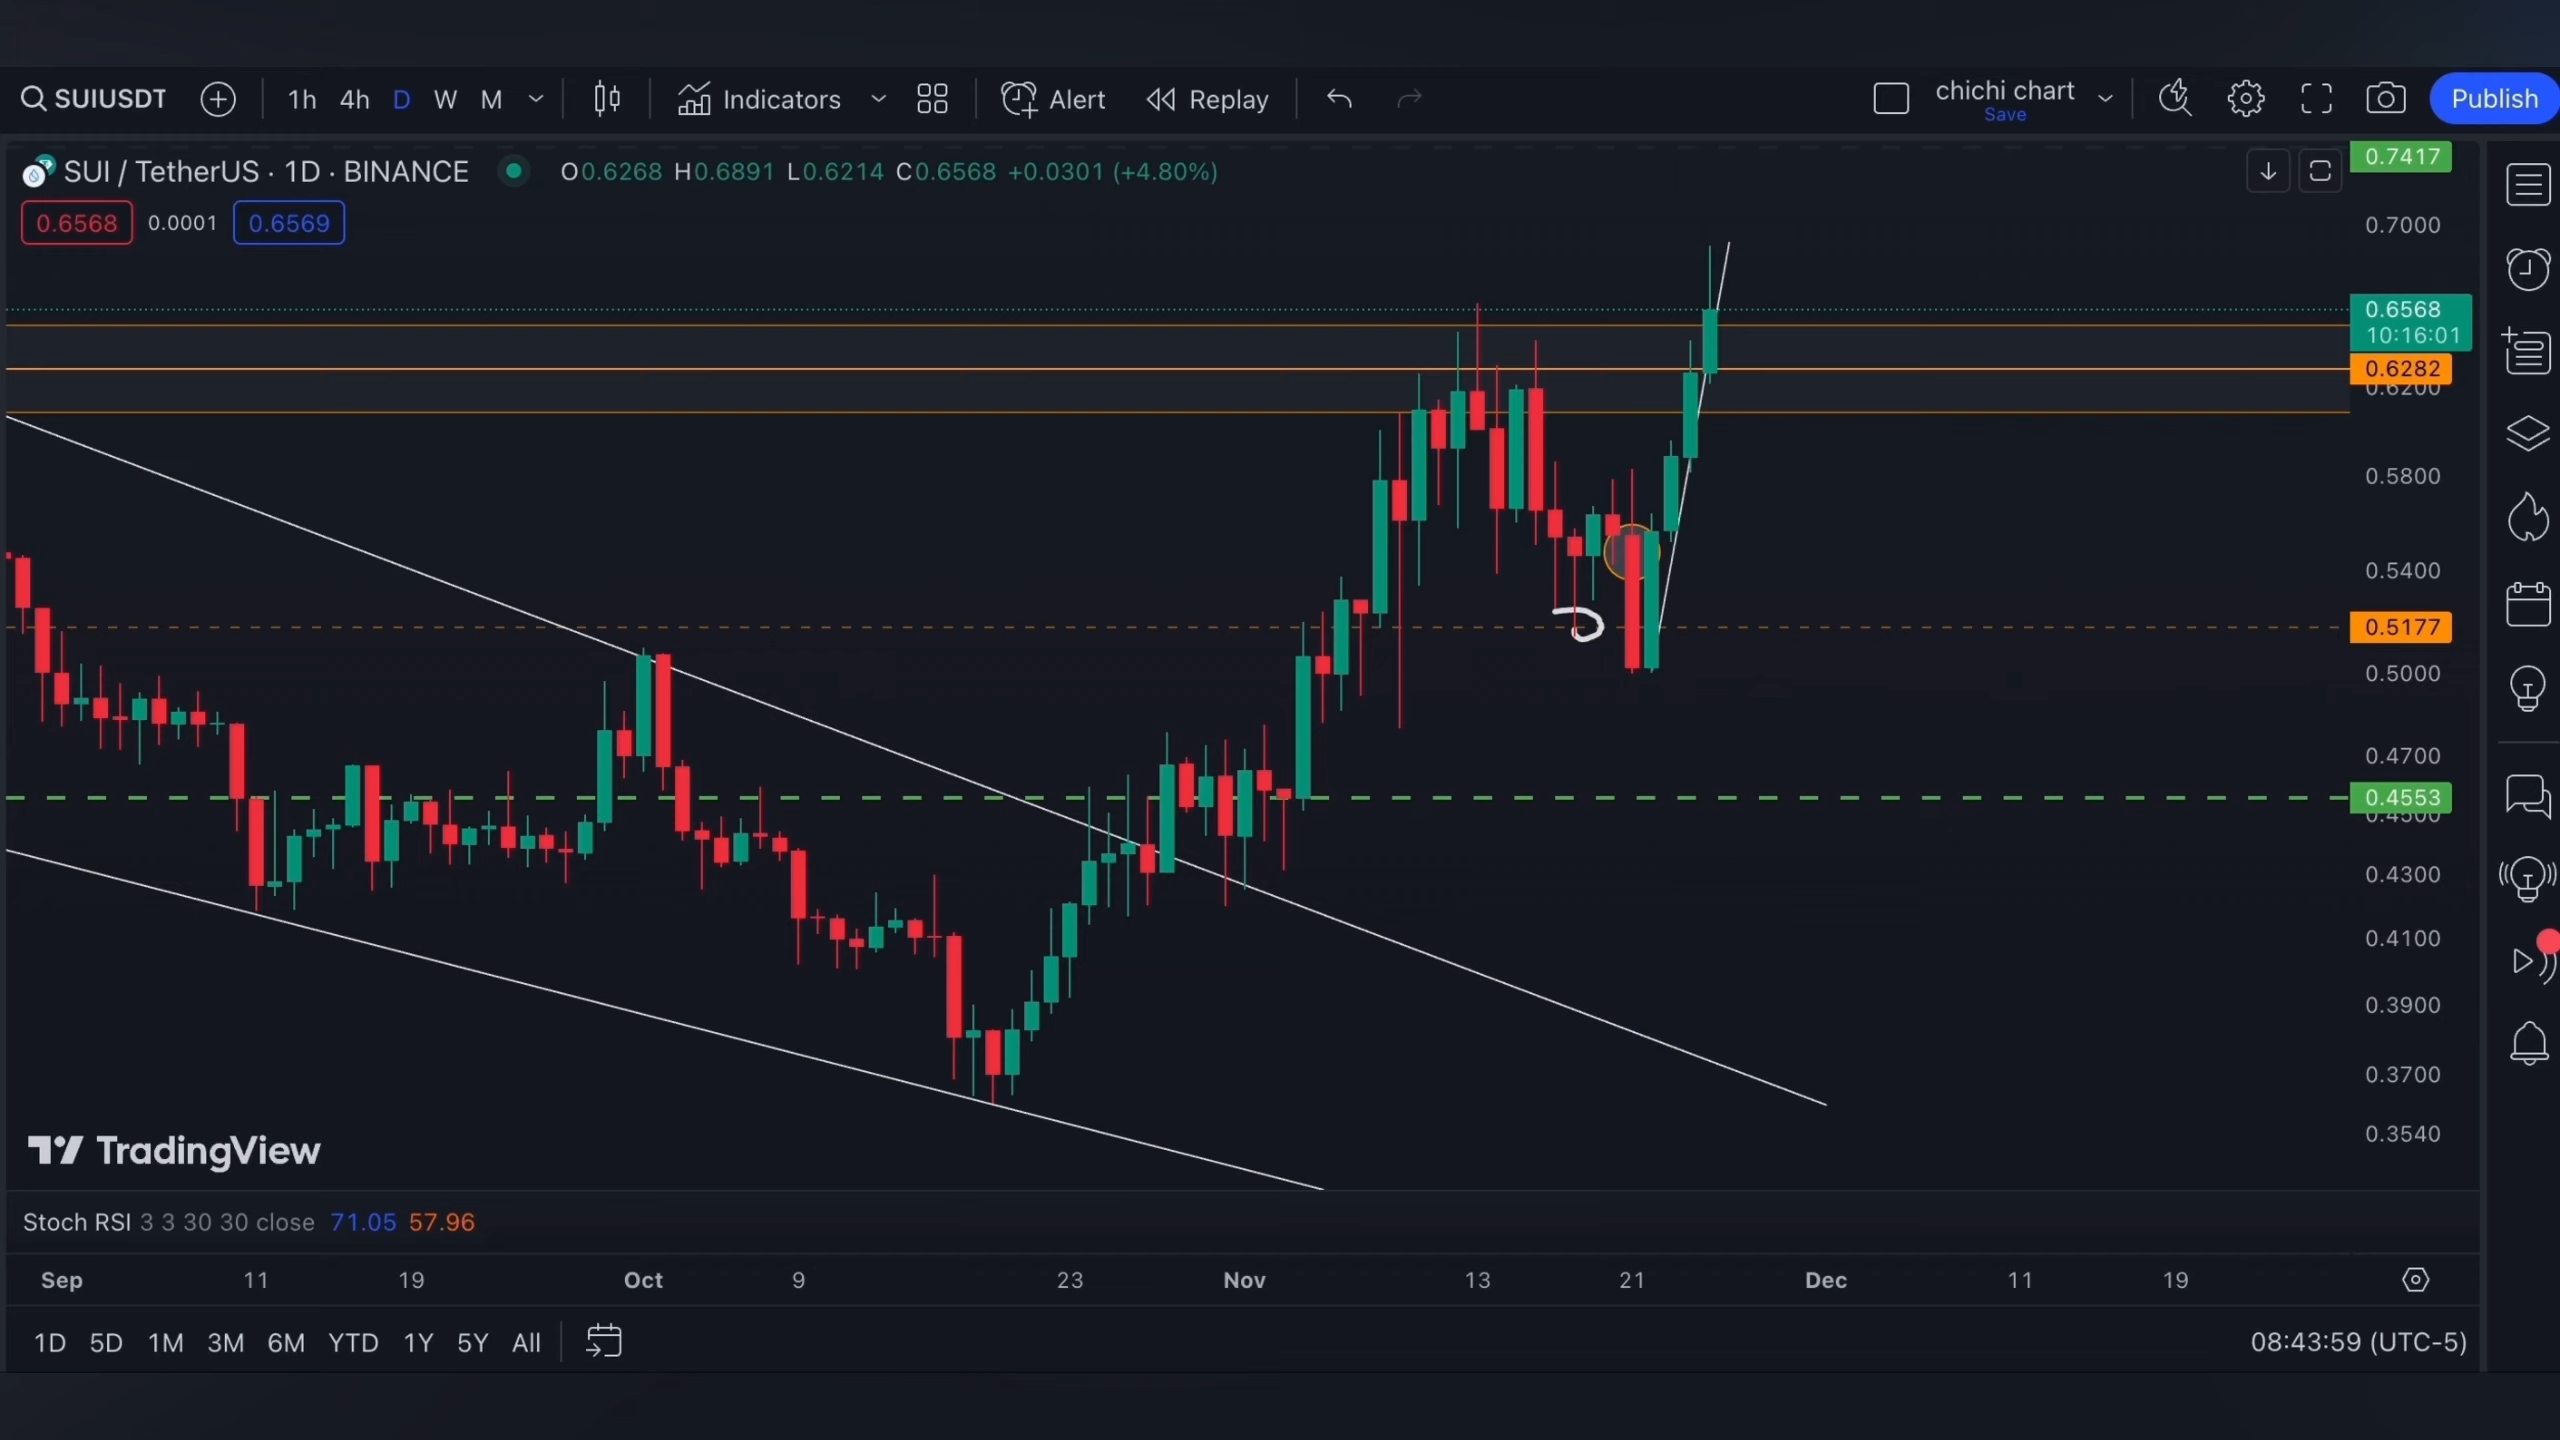 SUIUSDT 1h 4h D W M Indicators Alert Replay chichi chart Save Publish
SUI / TetherUS · 1D · BINANCE O0.6268 H0.6891 L0.6214 C0.6568 +0.0301 (+4.80%)
0.6568 0.0001 0.6569
0.7417
0.7000
0.6568
10:16:01
0.6282
0.6200
0.5800
0.5400
0.5177
0.5000
0.4700
0.4553
0.4500
0.4300
0.4100
0.3900
0.3700
0.3540
TradingView
Stoch RSI 3 3 30 30 close 71.05 57.96
Sep 11 19 Oct 9 23 Nov 13 21 Dec 11 19
1D 5D 1M 3M 6M YTD 1Y 5Y All 08:43:59 (UTC-5)